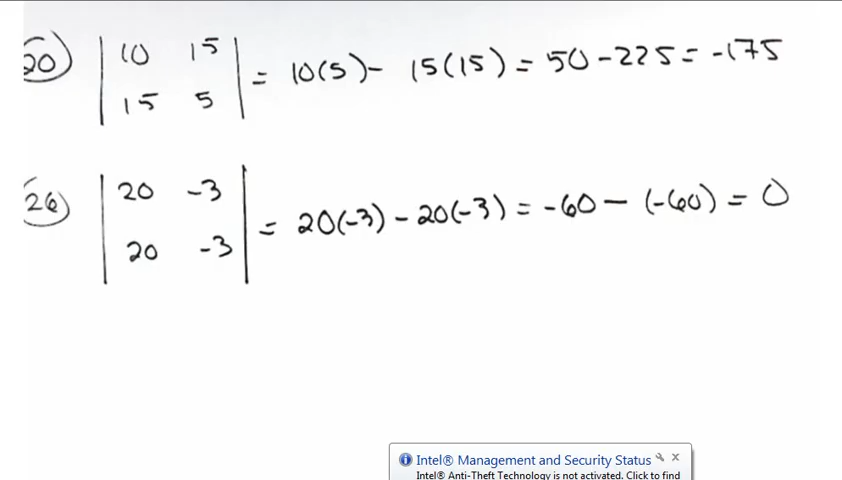 20) | 10 15 | = 10(5) - 15(15) = 50 - 225 = -175
| 15 5 |
26) | 20 -3 | = 20(-3) - 20(-3) = -60 - (-60) = 0
| 20 -3 |
Intel® Management and Security Status
Intel® Anti-Theft Technology is not activated. Click to find